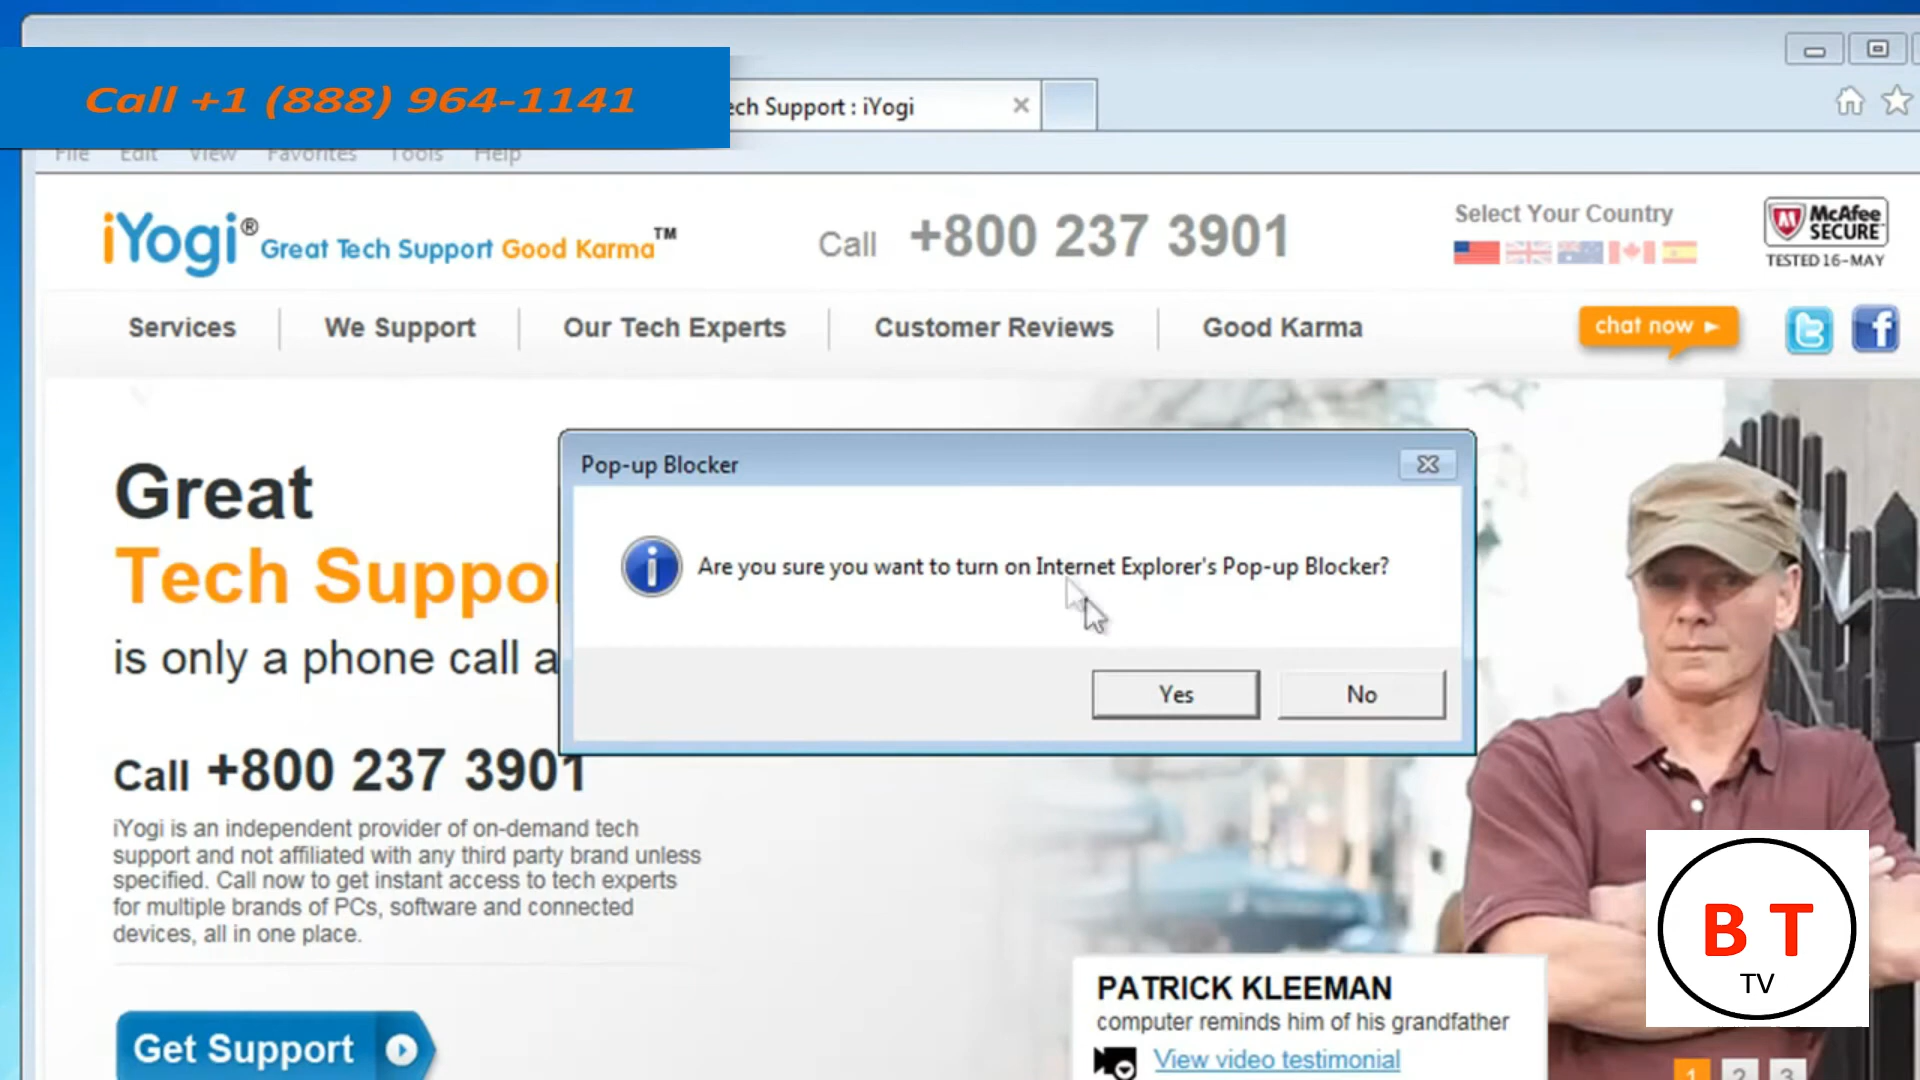 Call +1 (888) 964-1141
ech Support : iYogi
File Edit View Favorites Tools Help
iYogi® Great Tech Support Good Karma™
Call +800 237 3901
Select Your Country
McAfee
SECURE
TESTED 16-MAY
Services We Support Our Tech Experts Customer Reviews Good Karma
chat now
Great
Tech Suppo
is only a phone call a
Pop-up Blocker
Are you sure you want to turn on Internet Explorer's Pop-up Blocker?
Yes No
Call +800 237 3901
iYogi is an independent provider of on-demand tech
support and not affiliated with any third party brand unless
specified. Call now to get instant access to tech experts
for multiple brands of PCs, software and connected
devices, all in one place.
Get Support
PATRICK KLEEMAN
computer reminds him of his grandfather
View video testimonial
B T
TV
1 2 3